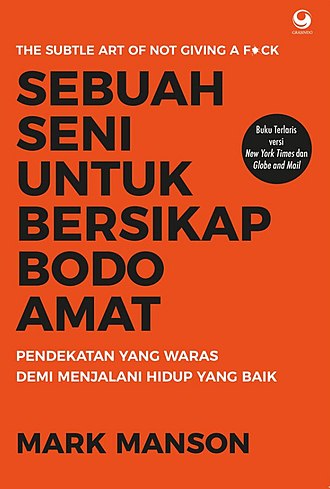 GRASINDO
THE SUBTLE ART OF NOT GIVING A F*CK
SEBUAH
SENI
UNTUK
BERSIKAP
BODO
AMAT
Buku Terlaris
versi
New York Times dan
Globe and Mail
PENDEKATAN YANG WARAS
DEMI MENJALANI HIDUP YANG BAIK
MARK MANSON